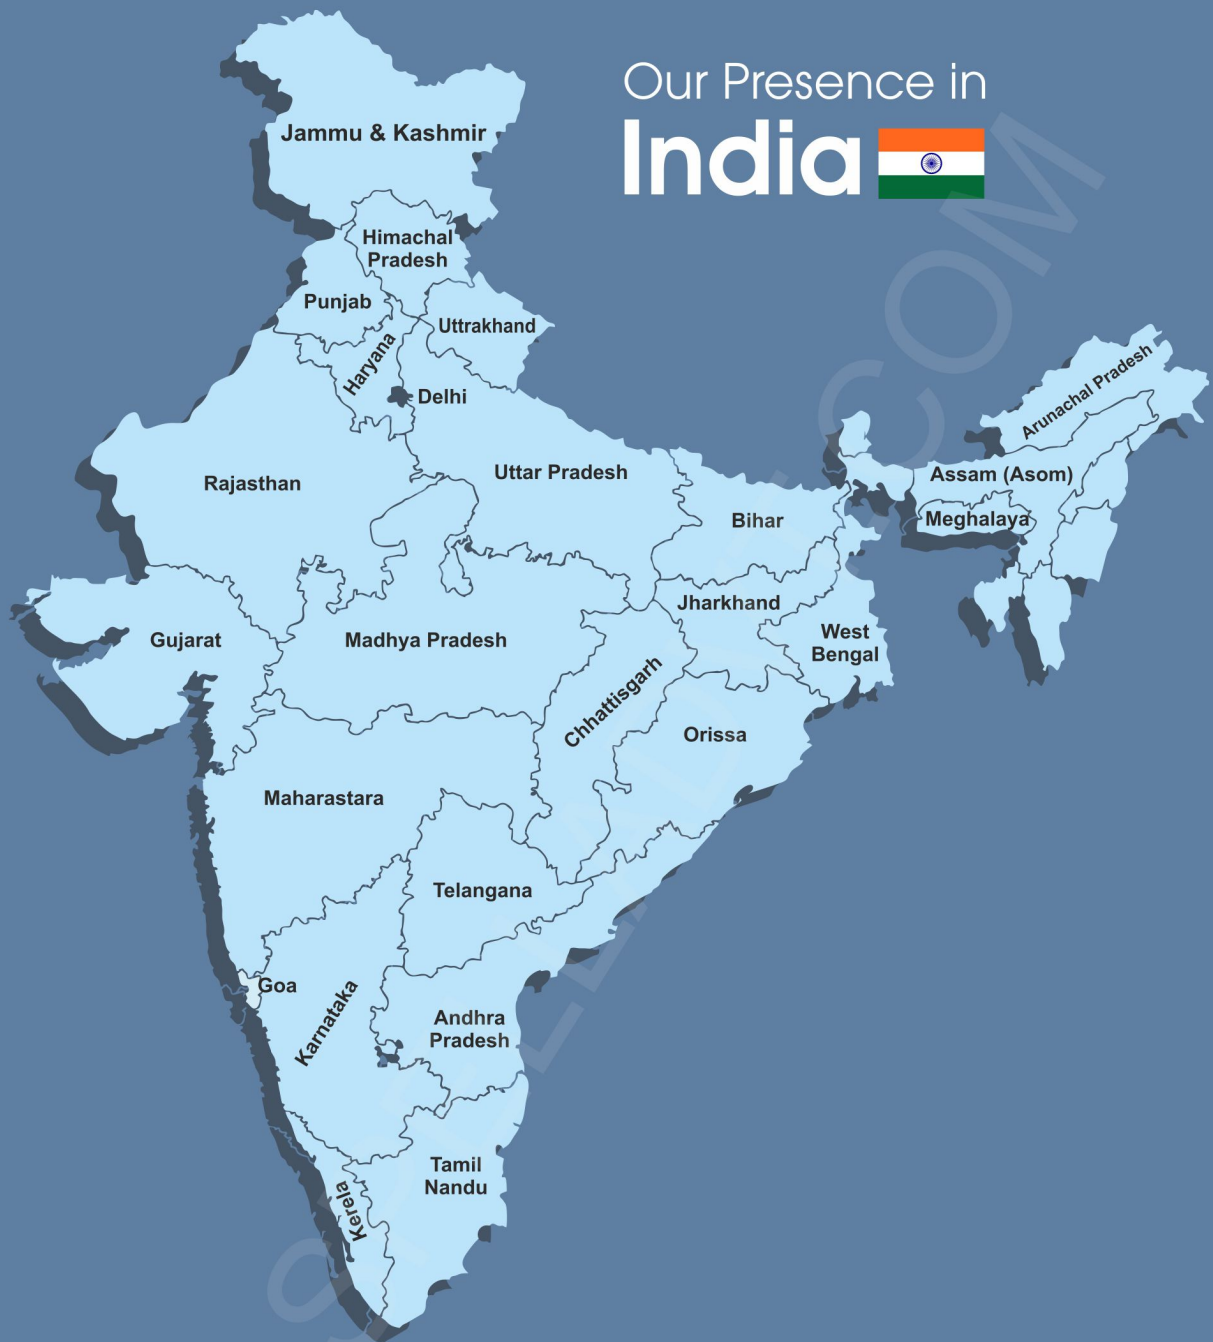 Our Presence in
India
Jammu & Kashmir
Himachal
Pradesh
Punjab
Uttrakhand
Haryana
Delhi
Arunachal Pradesh
Rajasthan
Uttar Pradesh
Assam (Asom)
Bihar
Meghalaya
Jharkhand
Gujarat
Madhya Pradesh
West
Bengal
Chhattisgarh
Orissa
Maharastara
Telangana
Goa
Karnataka
Andhra
Pradesh
Tamil
Nandu
Kerela